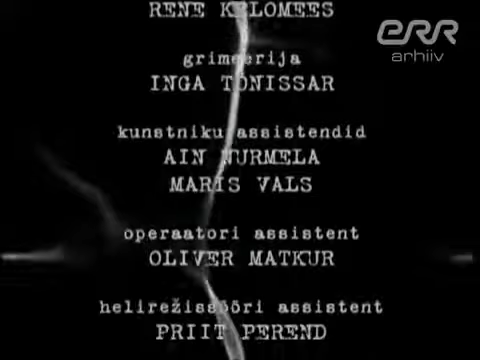 RENE KELOMEES
err
arhiiv
grimeerija
INGA TÕNISSAR
kunstniku assistendid
AIN NURMELA
MARIS VALS
operaatori assistent
OLIVER MATKUR
helirežissööri assistent
PRIIT PEREND